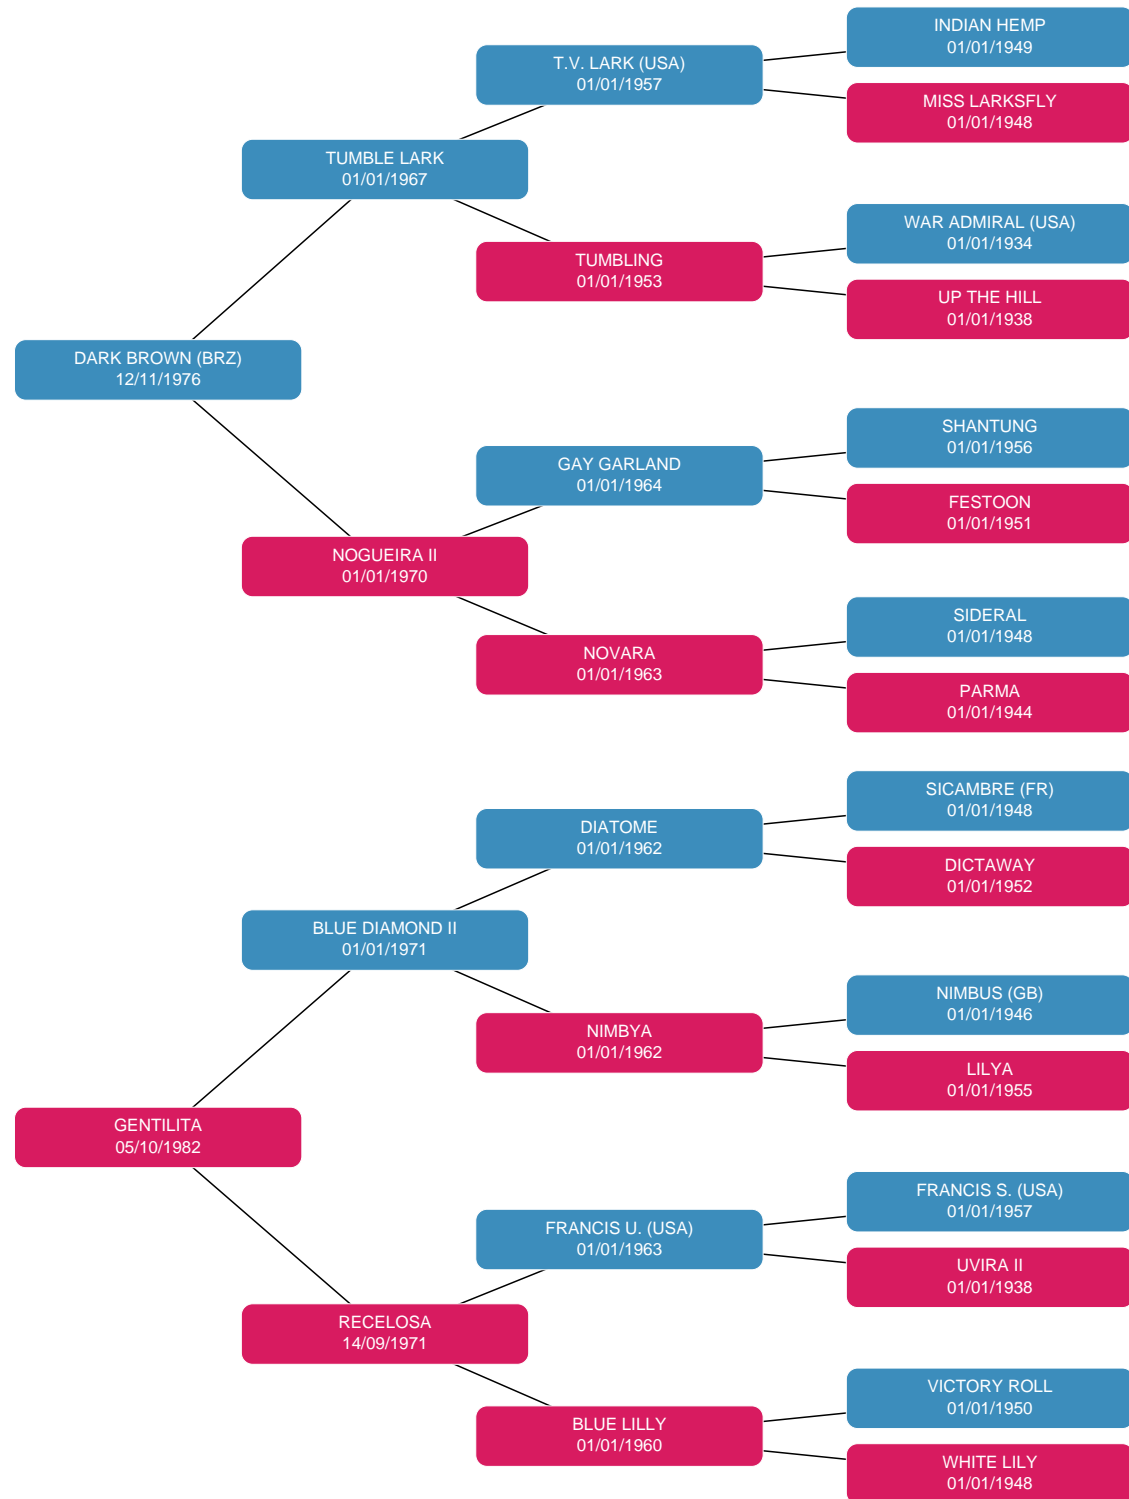 INDIAN HEMP
01/01/1949
T.V. LARK (USA)
01/01/1957
MISS LARKSFLY
01/01/1948
TUMBLE LARK
01/01/1967
WAR ADMIRAL (USA)
01/01/1934
TUMBLING
01/01/1953
UP THE HILL
01/01/1938
DARK BROWN (BRZ)
12/11/1976
SHANTUNG
01/01/1956
GAY GARLAND
01/01/1964
FESTOON
01/01/1951
NOGUEIRA II
01/01/1970
SIDERAL
01/01/1948
NOVARA
01/01/1963
PARMA
01/01/1944
SICAMBRE (FR)
01/01/1948
DIATOME
01/01/1962
DICTAWAY
01/01/1952
BLUE DIAMOND II
01/01/1971
NIMBUS (GB)
01/01/1946
NIMBYA
01/01/1962
LILYA
01/01/1955
GENTILITA
05/10/1982
FRANCIS S. (USA)
01/01/1957
FRANCIS U. (USA)
01/01/1963
UVIRA II
01/01/1938
RECELOSA
14/09/1971
VICTORY ROLL
01/01/1950
BLUE LILLY
01/01/1960
WHITE LILY
01/01/1948